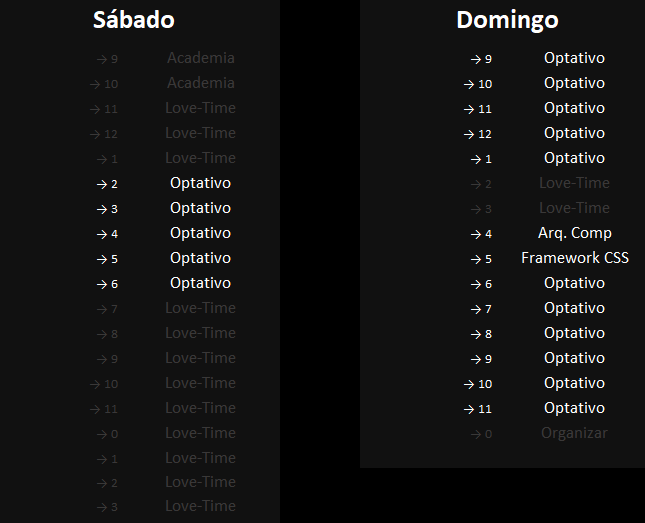 Sábado
→ 9 Academia
→ 10 Academia
→ 11 Love-Time
→ 12 Love-Time
→ 1 Love-Time
→ 2 Optativo
→ 3 Optativo
→ 4 Optativo
→ 5 Optativo
→ 6 Optativo
→ 7 Love-Time
→ 8 Love-Time
→ 9 Love-Time
→ 10 Love-Time
→ 11 Love-Time
→ 0 Love-Time
→ 1 Love-Time
→ 2 Love-Time
→ 3 Love-Time
Domingo
→ 9 Optativo
→ 10 Optativo
→ 11 Optativo
→ 12 Optativo
→ 1 Optativo
→ 2 Love-Time
→ 3 Love-Time
→ 4 Arq. Comp
→ 5 Framework CSS
→ 6 Optativo
→ 7 Optativo
→ 8 Optativo
→ 9 Optativo
→ 10 Optativo
→ 11 Optativo
→ 0 Organizar